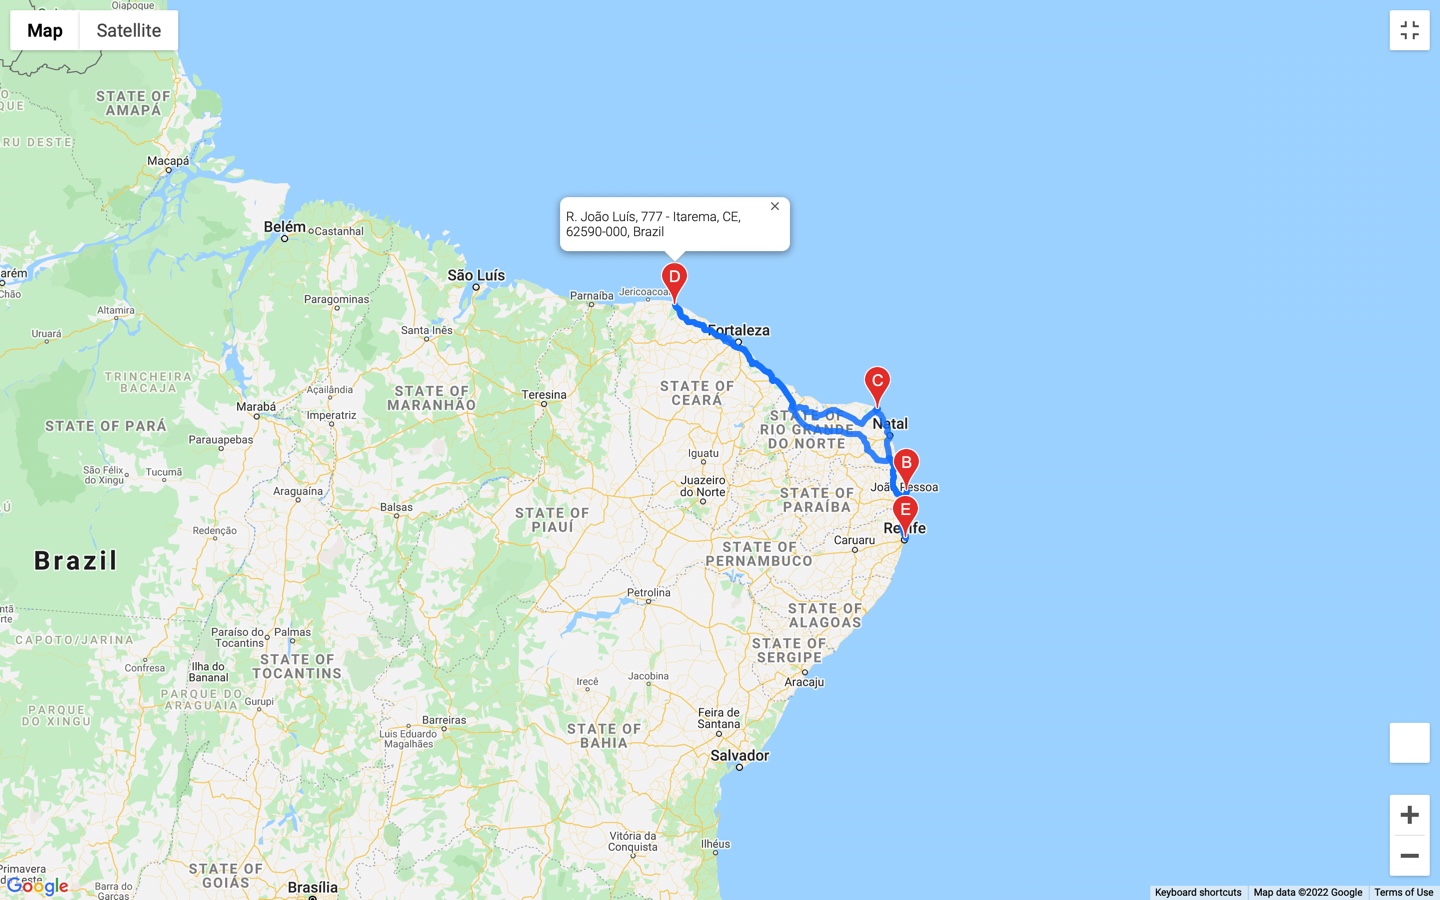 Oiapoque
Map
Satellite
STATE OF
AMAPÁ
QUE
RU DESTE
Macapá
Belém
Castanhal
R. João Luís, 777 - Itarema, CE,
62590-000, Brazil
arém
Chão
São Luís
D
Parnaíba
Jericoacoa
Paragominas
Altamira
Uruará
Santa Inês
Fortaleza
TRINCHEIRA
BACAJA
Açailândia
STATE OF
MARANHÃO
Teresina
STATE OF
CEARÁ
C
Marabá
Imperatriz
STATE OF
RIO GRANDE
DO NORTE
Natal
STATE OF PARÁ
Parauapebas
São Félix
do Xingu
Tucumã
Iguatu
B
Juazeiro
do Norte
João Pessoa
Araguaína
Balsas
STATE OF
PIAUÍ
STATE OF
PARAÍBA
E
Redenção
Recife
Caruaru
Brazil
STATE OF
PERNAMBUCO
Petrolina
STATE OF
ALAGOAS
CAPOTO/JARINA
Paraíso do
Tocantins
Palmas
STATE OF
TOCANTINS
STATE OF
SERGIPE
Confresa
Ilha do
Bananal
Aracaju
PARQUE DO
ARAGUAIA
Gurupi
Irecê
Jacobina
PARQUE
DO XINGU
Barreiras
Luis Eduardo
Magalhães
Feira de
Santana
STATE OF
BAHIA
Salvador
Vitória da
Conquista
Ilhéus
STATE OF
GOIÁS
Primavera
do Leste
Google
Barra do
Garças
Brasília
Keyboard shortcuts
Map data ©2022 Google
Terms of Use